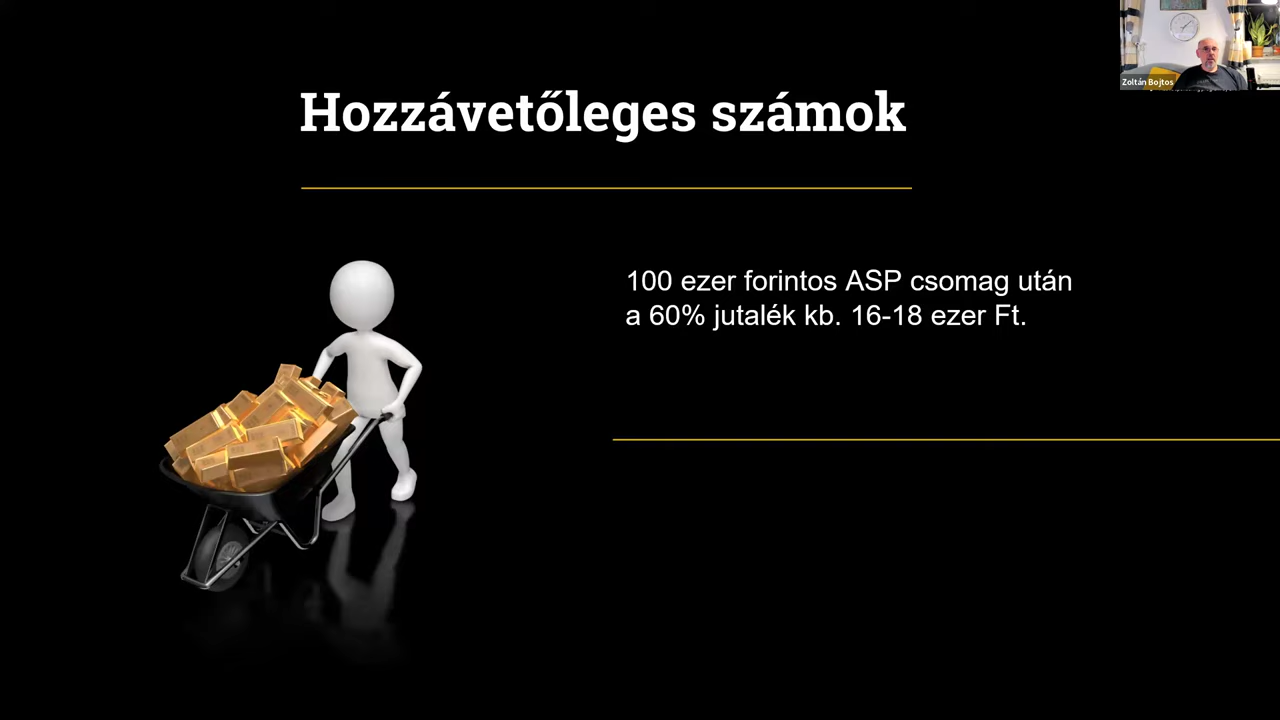 Hozzávetőleges számok
100 ezer forintos ASP csomag után
a 60% jutalék kb. 16-18 ezer Ft.
Zoltán Bojtos